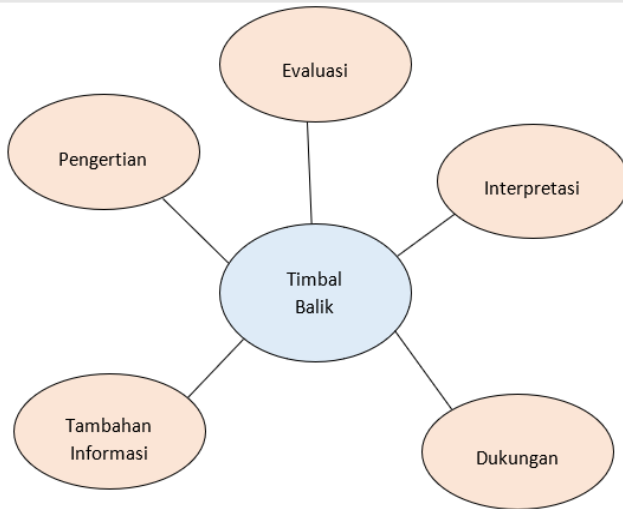 Evaluasi
Pengertian
Interpretasi
Timbal
Balik
Tambahan
Informasi
Dukungan